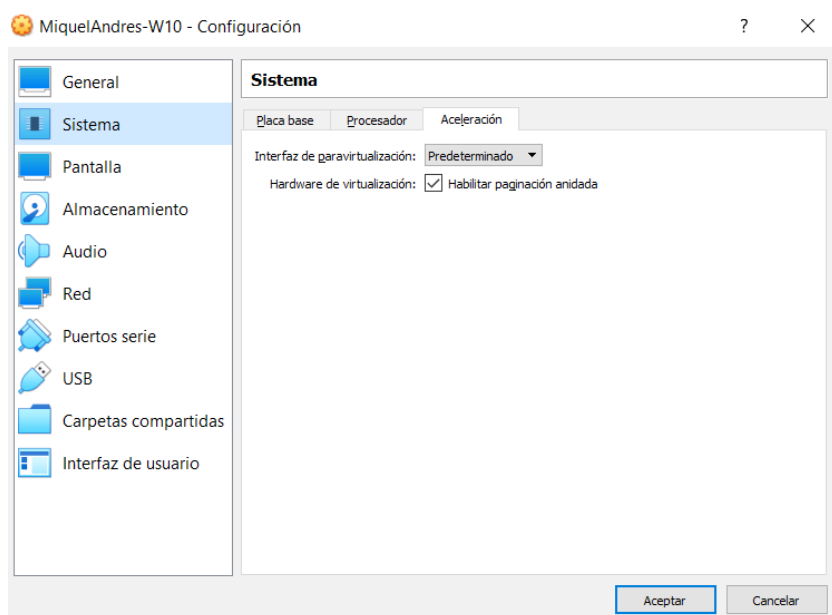 MiquelAndres-W10 - Configuración
?
General
Sistema
Pantalla
Almacenamiento
Audio
Red
Puertos serie
USB
Carpetas compartidas
Interfaz de usuario
Sistema
Placa base Procesador Aceleración
Interfaz de paravirtualización: Predeterminado
Hardware de virtualización: Habilitar paginación anidada
Aceptar Cancelar